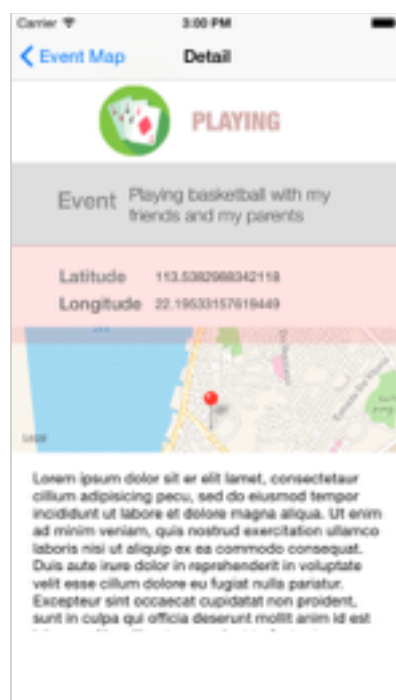 Carrier 3:00 PM
Event Map Detail
PLAYING
Event Playing basketball with my
friends and my parents
Latitude 113.5382988342118
Longitude 22.19533157619449
Legal
Lorem ipsum dolor sit er elit lamet, consectetaur
cillium adipisicing pecu, sed do eiusmod tempor
incididunt ut labore et dolore magna aliqua. Ut enim
ad minim veniam, quis nostrud exercitation ullamco
laboris nisi ut aliquip ex ea commodo consequat.
Duis aute irure dolor in reprehenderit in voluptate
velit esse cillum dolore eu fugiat nulla pariatur.
Excepteur sint occaecat cupidatat non proident,
sunt in culpa qui officia deserunt mollit anim id est